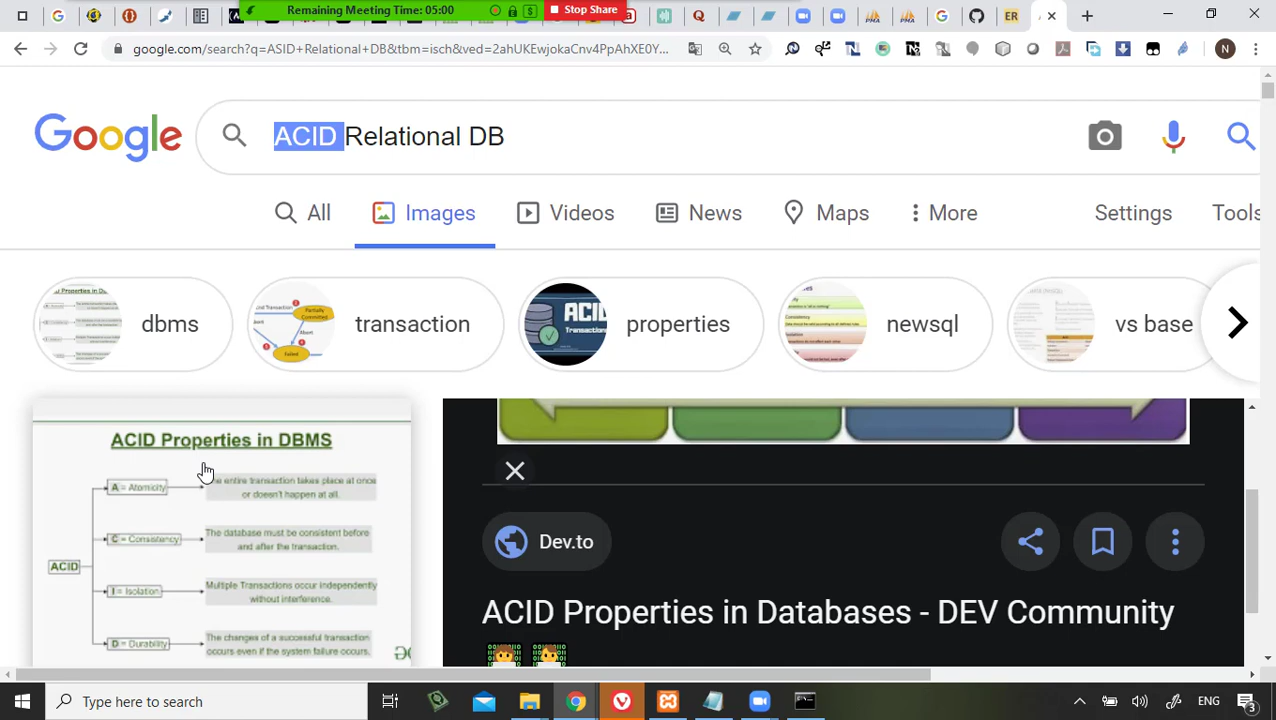 Remaining Meeting Time: 05:00
$
Stop Share
ER
google.com/search?q=ASID+Relational+DB&tbm=isch&ved=2ahUKEwjokaCnv4PpAhXE0Y...
N
Google
ACID Relational DB
All
Images
Videos
News
Maps
More
Settings
Tools
dbms
transaction
properties
newsql
vs base
ACID Properties in DBMS
A = Atomicity
entire transaction takes place at once
or doesn't happen at all.
C = Consistency
The database must be consistent before
and after the transaction.
ACID
I = Isolation
Multiple Transactions occur independently
without interference.
D = Durability
The changes of a successful transaction
occurs even if the system failure occurs.
Dev.to
ACID Properties in Databases - DEV Community
Type here to search
ENG
3